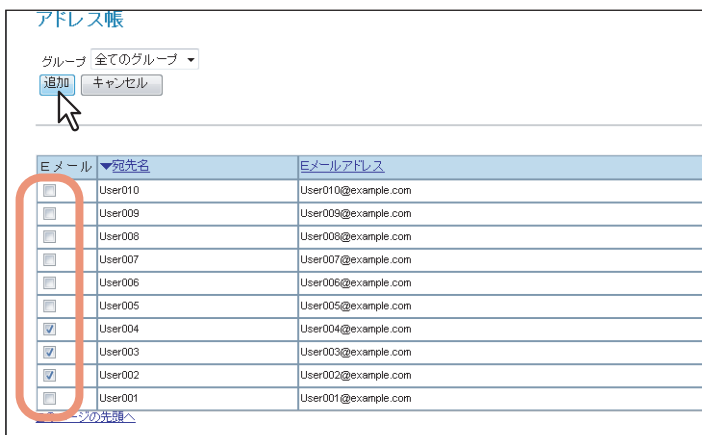 アドレス帳
グループ 全てのグループ
追加 キャンセル
Eメール ▼宛先名 Eメールアドレス
User010 User010@example.com
User009 User009@example.com
User008 User008@example.com
User007 User007@example.com
User006 User006@example.com
User005 User005@example.com
User004 User004@example.com
User003 User003@example.com
User002 User002@example.com
User001 User001@example.com
ページの先頭へ